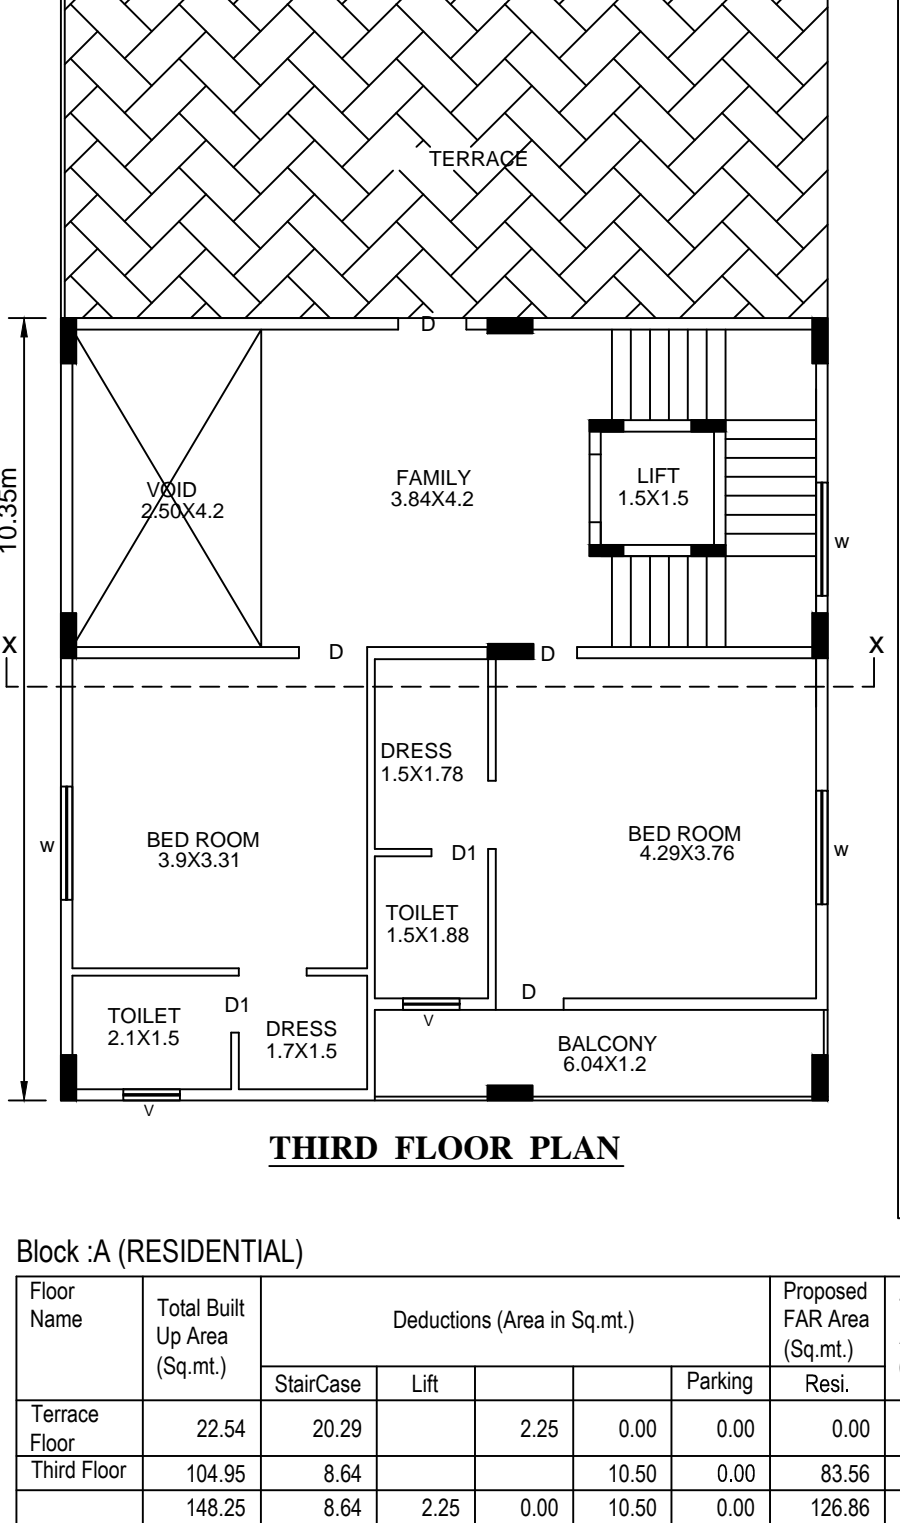 TERRACE
D
10.35m
VOID
2.50X4.2
FAMILY
3.84X4.2
LIFT
1.5X1.5
w
X
D
D
X
DRESS
1.5X1.78
BED ROOM
3.9X3.31
w
D1
BED ROOM
4.29X3.76
w
TOILET
1.5X1.88
D
V
TOILET
2.1X1.5
D1
DRESS
1.7X1.5
BALCONY
6.04X1.2
V
THIRD FLOOR PLAN
Block :A (RESIDENTIAL)
Floor
Name
Total Built
Up Area
(Sq.mt.)
Deductions (Area in Sq.mt.)
Proposed
FAR Area
(Sq.mt.)
StairCase Lift Parking Resi.
Terrace
Floor
22.54 20.29 2.25 0.00 0.00 0.00
Third Floor 104.95 8.64 10.50 0.00 83.56
148.25 8.64 2.25 0.00 10.50 0.00 126.86